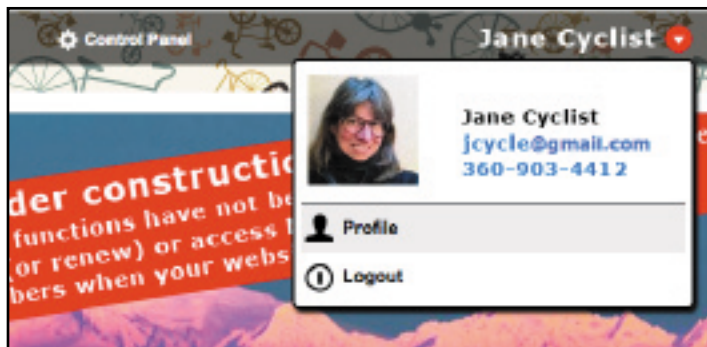 Control Panel
Jane Cyclist
Jane Cyclist
jcycle@gmail.com
360-903-4412
Profile
Logout
der constructio
functions have not be
(or renew) or access
bers when your webs